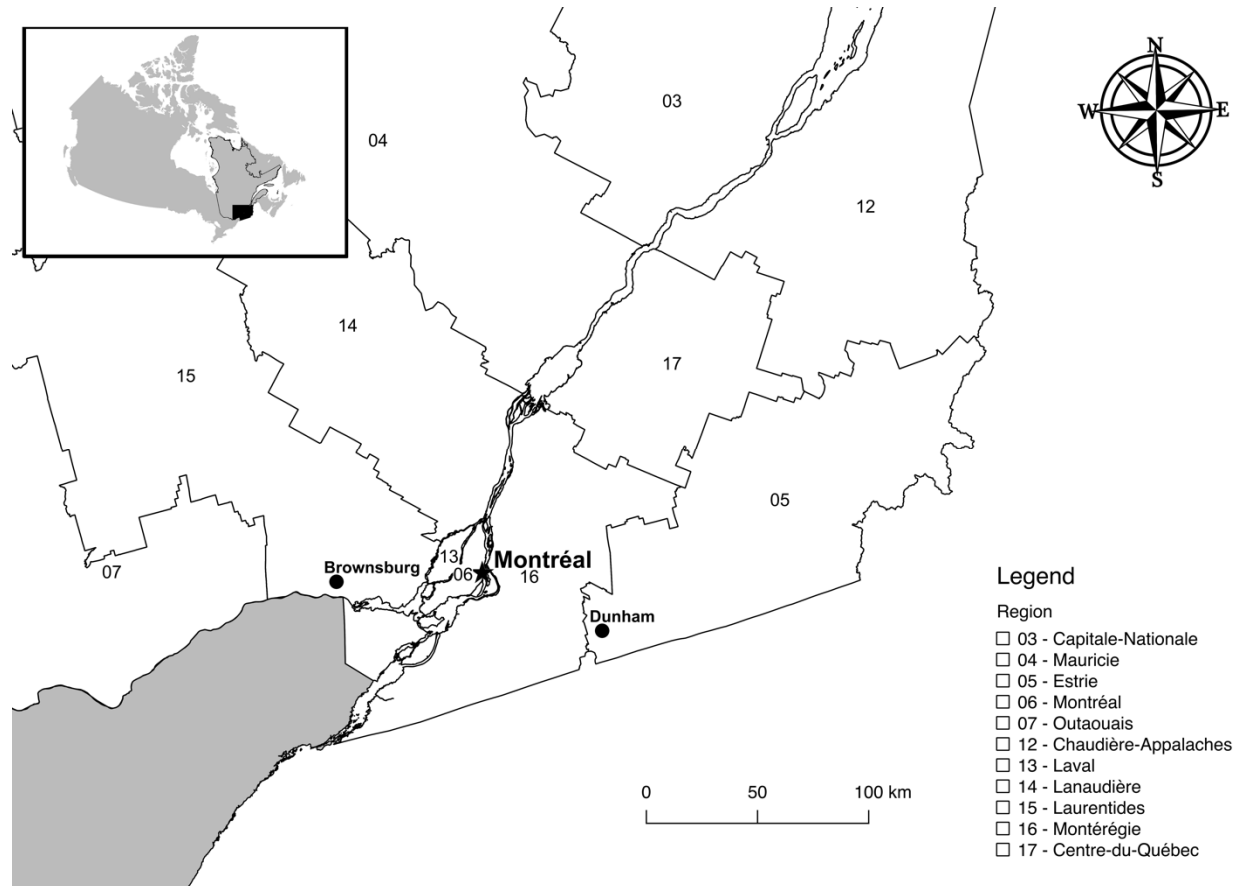 N
03
W
E
04
S
12
14
17
15
05
13
Montréal
Brownsburg
06
16
07
Dunham
Legend
Region
03 - Capitale-Nationale
04 - Mauricie
05 - Estrie
06 - Montréal
07 - Outaouais
12 - Chaudière-Appalaches
13 - Laval
14 - Lanaudière
15 - Laurentides
16 - Montérégie
17 - Centre-du-Québec
0 50 100 km